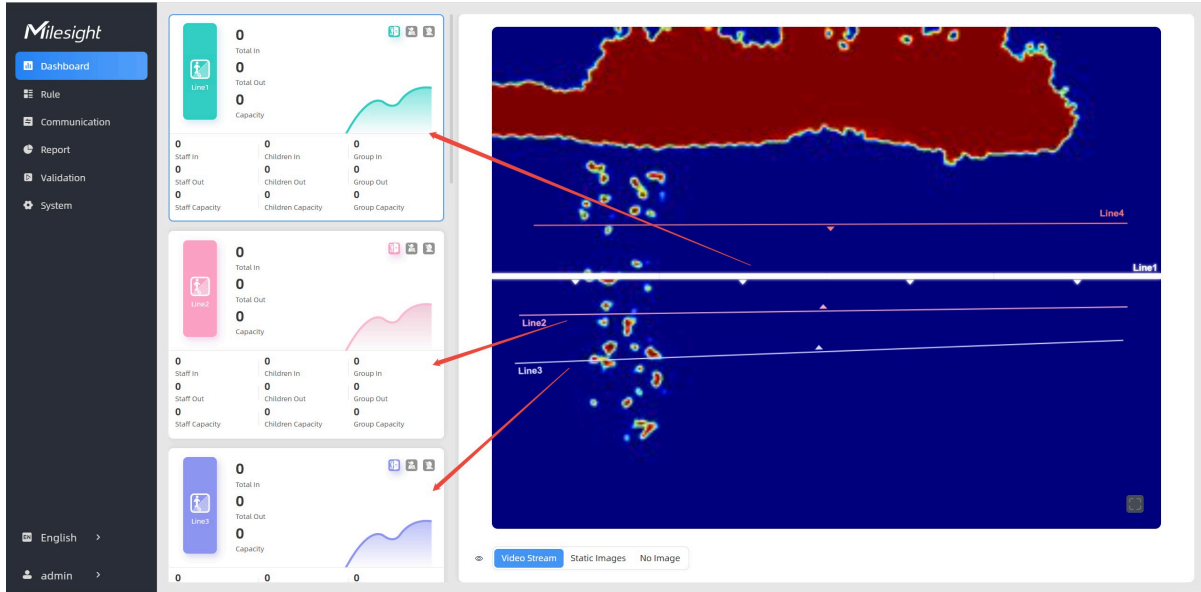 Milesight
Dashboard
Rule
Communication
Report
Validation
System
EN English
admin
Line1
0
Total In
0
Total Out
0
Capacity
0 0 0
Staff In Children In Group In
0 0 0
Staff Out Children Out Group Out
0 0 0
Staff Capacity Children Capacity Group Capacity
Line2
0
Total In
0
Total Out
0
Capacity
0 0 0
Staff In Children In Group In
0 0 0
Staff Out Children Out Group Out
0 0 0
Staff Capacity Children Capacity Group Capacity
Line3
0
Total In
0
Total Out
0
Capacity
0 0 0
Line4
Line1
Line2
Line3
Video Stream Static Images No Image